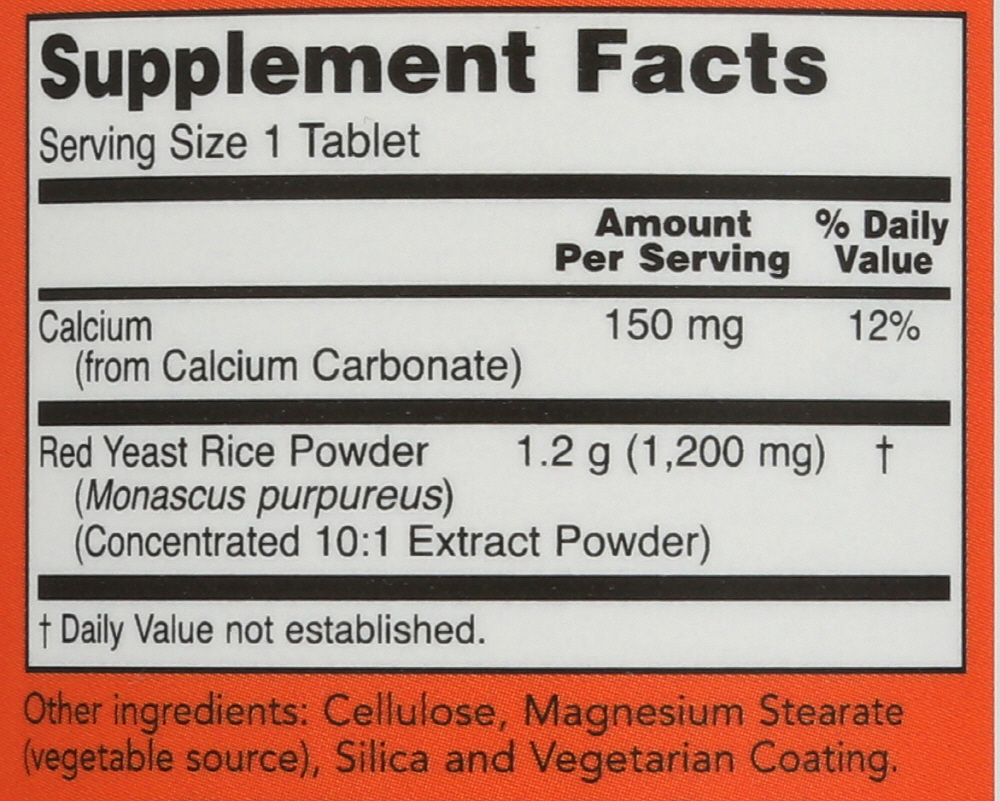 Supplement Facts
Serving Size 1 Tablet
Amount Per Serving % Daily Value
Calcium 150 mg 12%
(from Calcium Carbonate)
Red Yeast Rice Powder 1.2 g (1,200 mg) †
(Monascus purpureus)
(Concentrated 10:1 Extract Powder)
† Daily Value not established.
Other ingredients: Cellulose, Magnesium Stearate
(vegetable source), Silica and Vegetarian Coating.